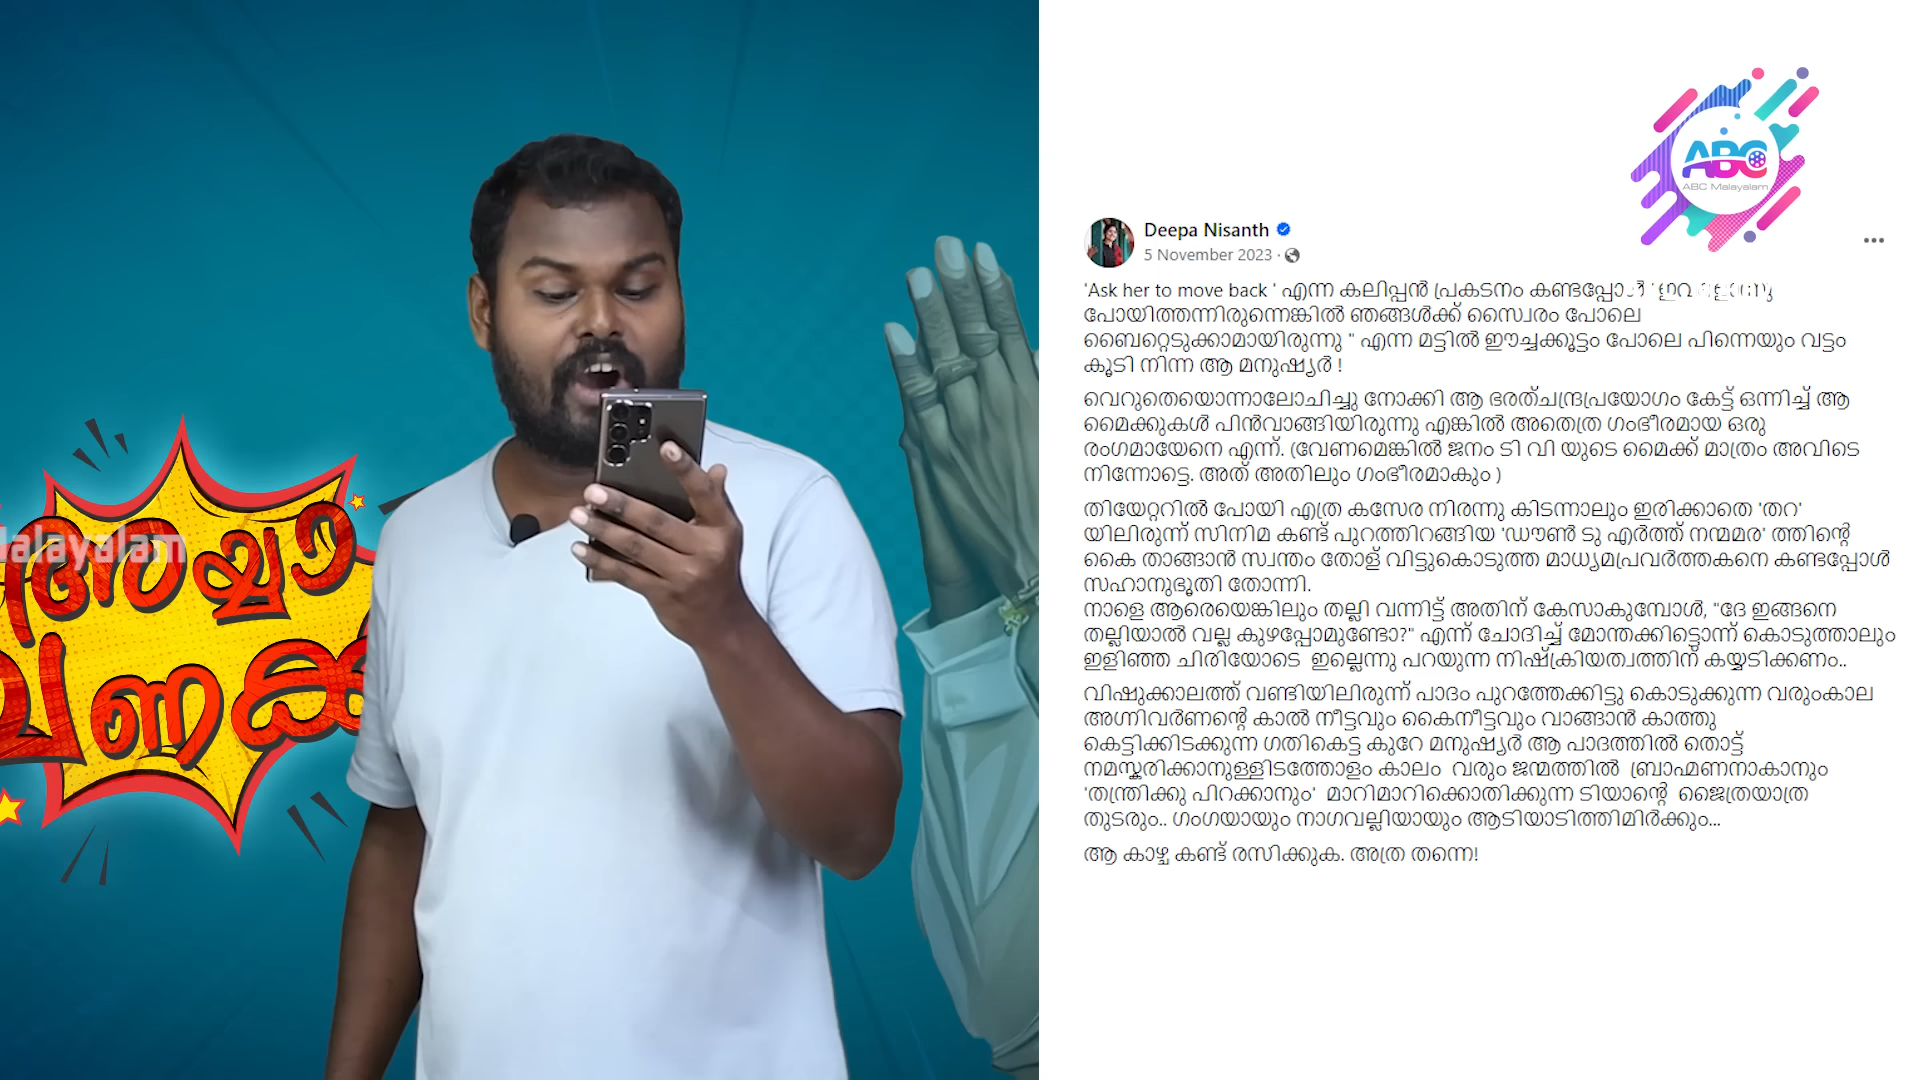 ABC
ABC Malayalam
Deepa Nisanth
5 November 2023 ·
'Ask her to move back ' എന്ന കലിപ്പൻ പ്രകടനം കണ്ടപ്പോൾ
പോയിത്തന്നിരുന്നെങ്കിൽ ഞങ്ങൾക്ക് സ്വൈരം പോലെ
ബൈറ്റെടുക്കാമായിരുന്നു " എന്ന മട്ടിൽ ഈച്ചക്കൂട്ടം പോലെ പിന്നെയും വട്ടം
കൂടി നിന്ന ആ മനുഷ്യർ !
വെറുതെയൊന്നാലോചിച്ചു നോക്കി ആ ഭരത്ചന്ദ്രപ്രയോഗം കേട്ട് ഒന്നിച്ച് ആ
മൈക്കുകൾ പിൻവാങ്ങിയിരുന്നു എങ്കിൽ അതെത്ര ഗംഭീരമായ ഒരു
രംഗമായേനെ എന്ന്. (വേണമെങ്കിൽ ജനം ടി വി യുടെ മൈക്ക് മാത്രം അവിടെ
നിന്നോട്ടെ. അത് അതിലും ഗംഭീരമാകും )
തിയേറ്ററിൽ പോയി എത്ര കസേര നിരന്നു കിടന്നാലും ഇരിക്കാതെ 'തറ'
യിലിരുന്ന് സിനിമ കണ്ട് പുറത്തിറങ്ങിയ 'ഡൗൺ ടു എർത്ത് നന്മമര' ത്തിന്റെ
കൈ താങ്ങാൻ സ്വന്തം തോള് വിട്ടുകൊടുത്ത മാധ്യമപ്രവർത്തകനെ കണ്ടപ്പോൾ
സഹാനുഭൂതി തോന്നി.
നാളെ ആരെയെങ്കിലും തല്ലി വന്നിട്ട് അതിന് കേസാകുമ്പോൾ, "ദേ ഇങ്ങനെ
തല്ലിയാൽ വല്ല കുഴപ്പോമുണ്ടോ?" എന്ന് ചോദിച്ച് മോന്തക്കിട്ടൊന്ന് കൊടുത്താലും
ഇളിഞ്ഞ ചിരിയോടെ ഇല്ലെന്നു പറയുന്ന നിഷ്ക്രിയത്വത്തിന് കയ്യടിക്കണം..
വിഷുക്കാലത്ത് വണ്ടിയിലിരുന്ന് പാദം പുറത്തേക്കിട്ടു കൊടുക്കുന്ന വരുംകാല
അഗ്നിവർണന്റെ കാൽ നീട്ടവും കൈനീട്ടവും വാങ്ങാൻ കാത്തു
കെട്ടിക്കിടക്കുന്ന ഗതികെട്ട കുറേ മനുഷ്യർ ആ പാദത്തിൽ തൊട്ട്
നമസ്കരിക്കാനുള്ളിടത്തോളം കാലം വരും ജന്മത്തിൽ ബ്രാഹ്മണനാകാനും
'തന്ത്രിക്കു പിറക്കാനും' മാറിമാറിക്കൊതിക്കുന്ന ടിയാന്റെ ജൈത്രയാത്ര
തുടരും.. ഗംഗയായും നാഗവല്ലിയായും ആടിയാടിത്തിമിർക്കും...
ആ കാഴ്ച കണ്ട് രസിക്കുക. അത്ര തന്നെ!
Malayalam